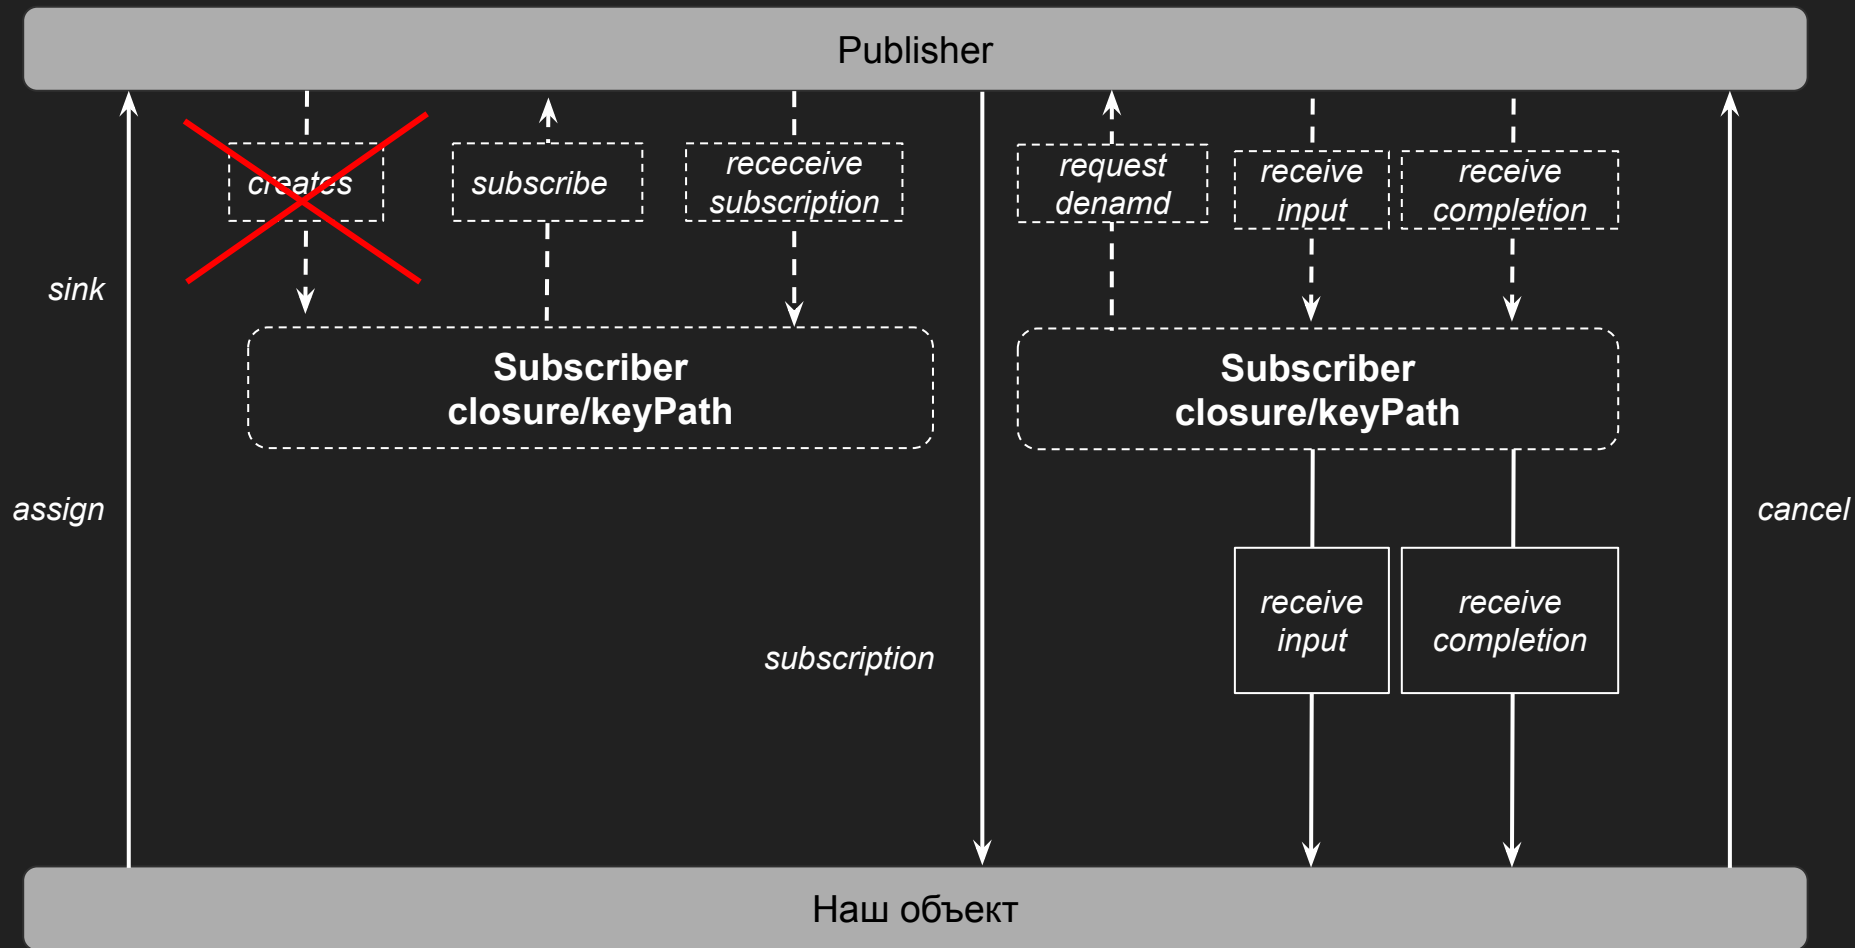 Publisher
creates
subscribe
receceive
subscription
request
denamd
receive
input
receive
completion
sink
Subscriber
closure/keyPath
Subscriber
closure/keyPath
assign
cancel
receive
input
receive
completion
subscription
Наш объект